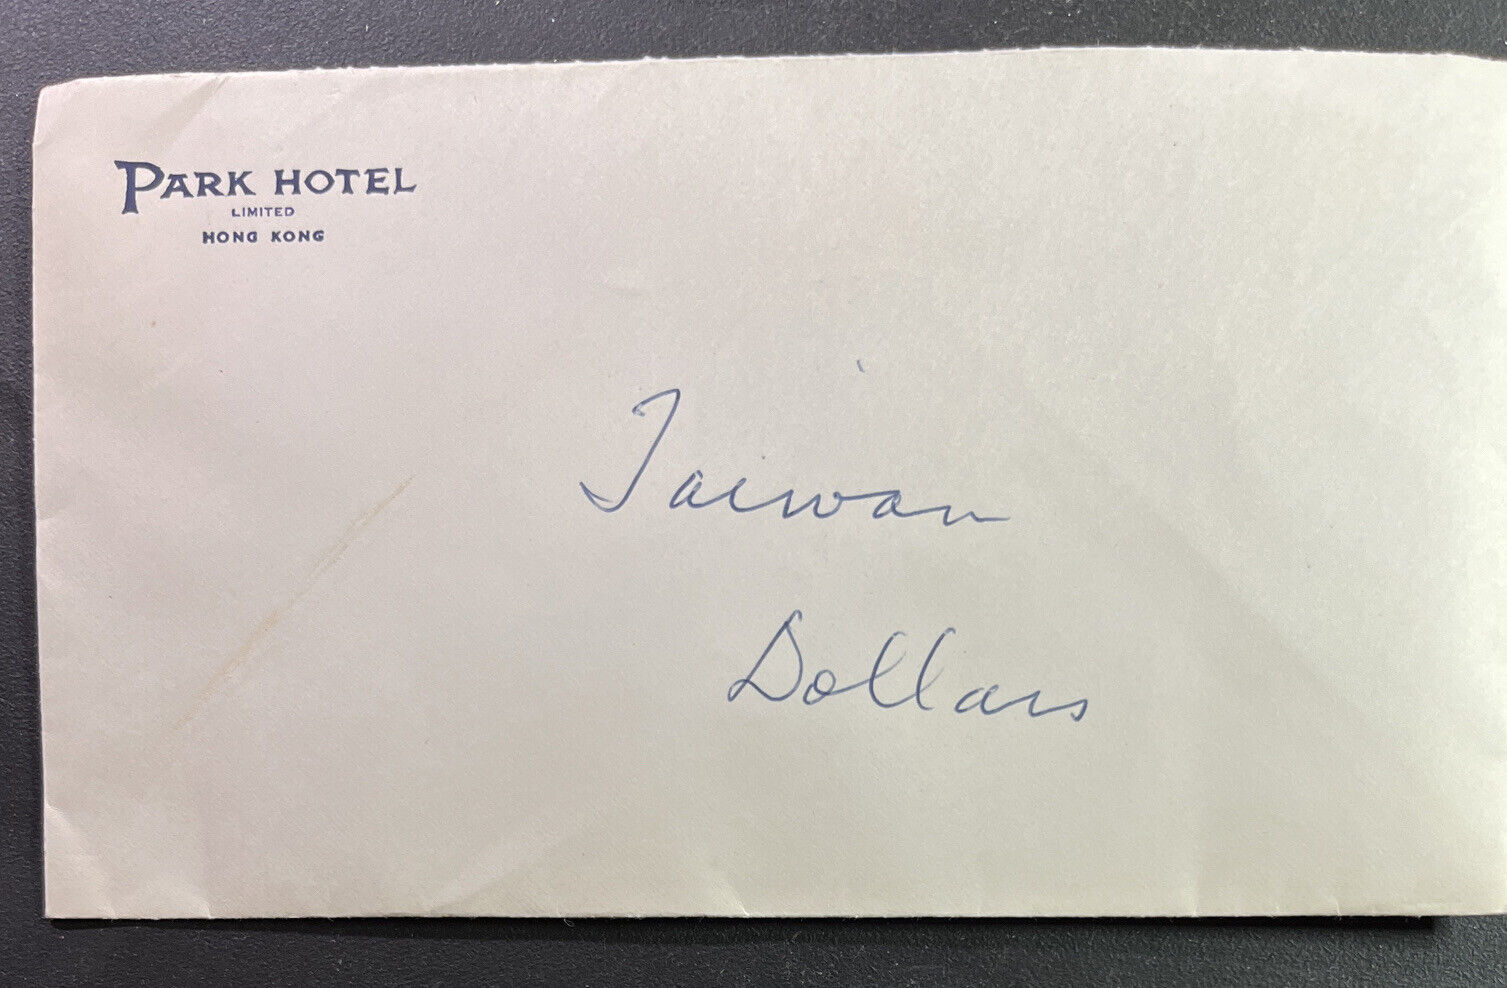 PARK HOTEL
LIMITED
HONG KONG
Taiwan
Dollars